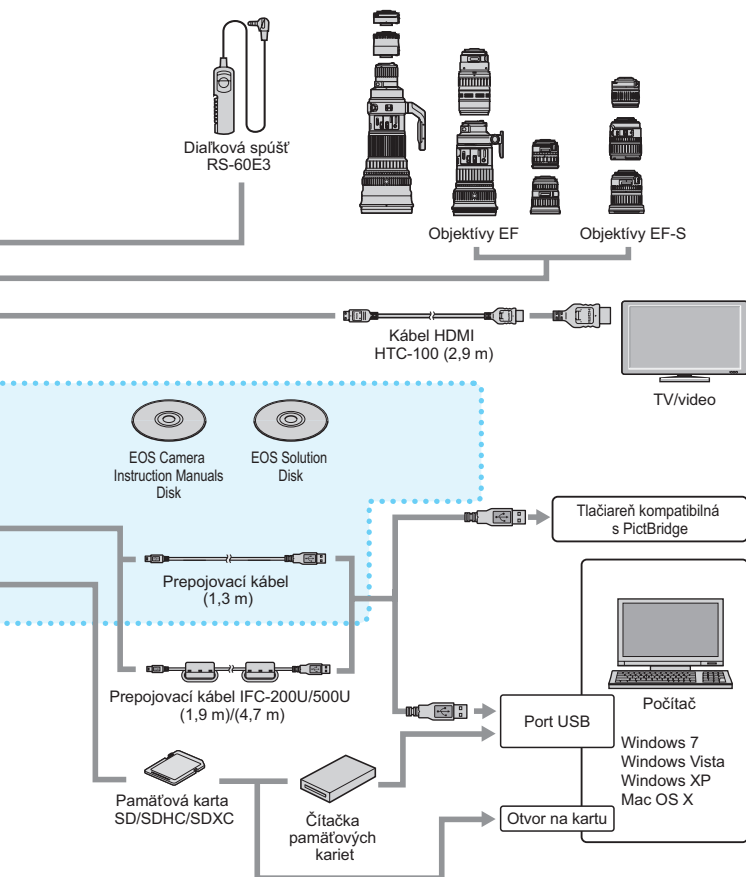 Diaľková spúšť
RS-60E3
Objektívy EF
Objektívy EF-S
Kábel HDMI
HTC-100 (2,9 m)
TV/video
EOS Camera
Instruction Manuals
Disk
EOS Solution
Disk
Tlačiareň kompatibilná
s PictBridge
Prepojovací kábel
(1,3 m)
Prepojovací kábel IFC-200U/500U
(1,9 m)/(4,7 m)
Počítač
Port USB
Windows 7
Windows Vista
Windows XP
Mac OS X
Pamäťová karta
SD/SDHC/SDXC
Čítačka
pamäťových
kariet
Otvor na kartu